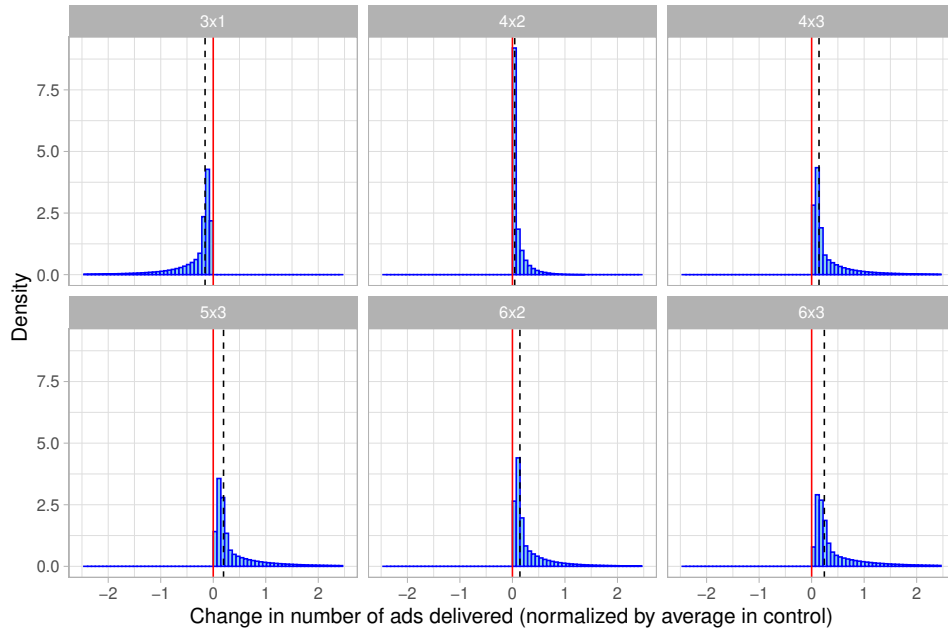 3x1 4x2 4x3
7.5
5.0
2.5
0.0
Density
5x3 6x2 6x3
7.5
5.0
2.5
0.0
−2 −1 0 1 2 −2 −1 0 1 2 −2 −1 0 1 2
Change in number of ads delivered (normalized by average in control)